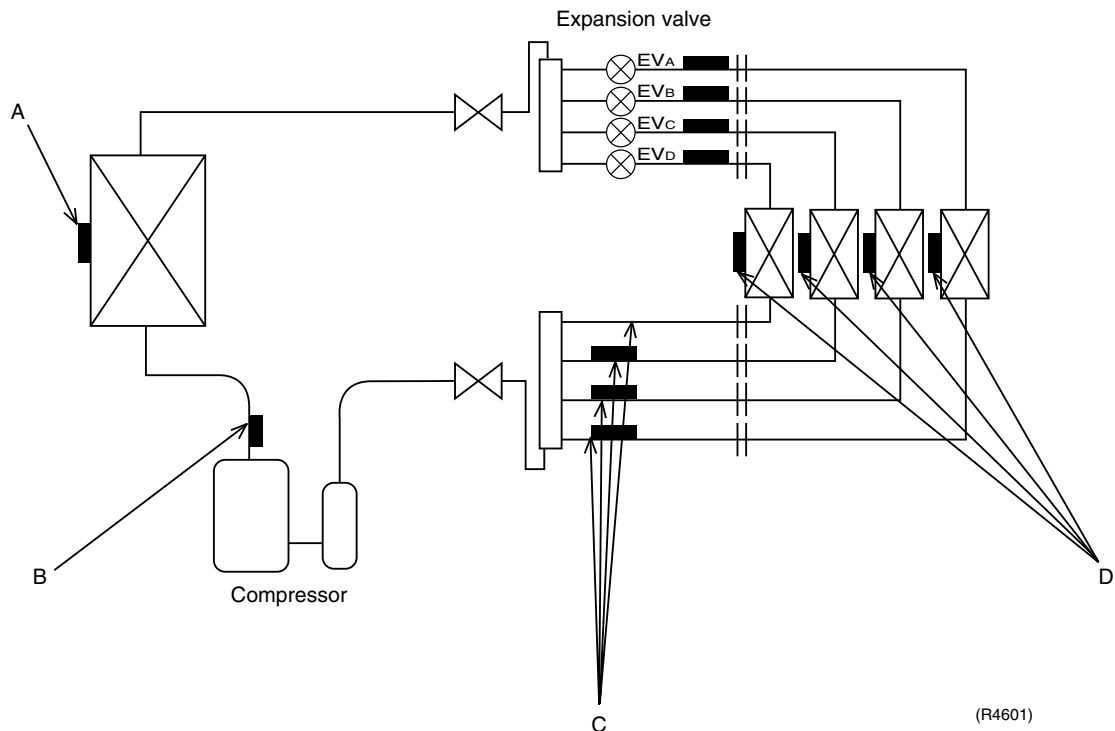 Expansion valve
EVA
A
EVB
EVC
EVD
B
D
Compressor
C
(R4601)